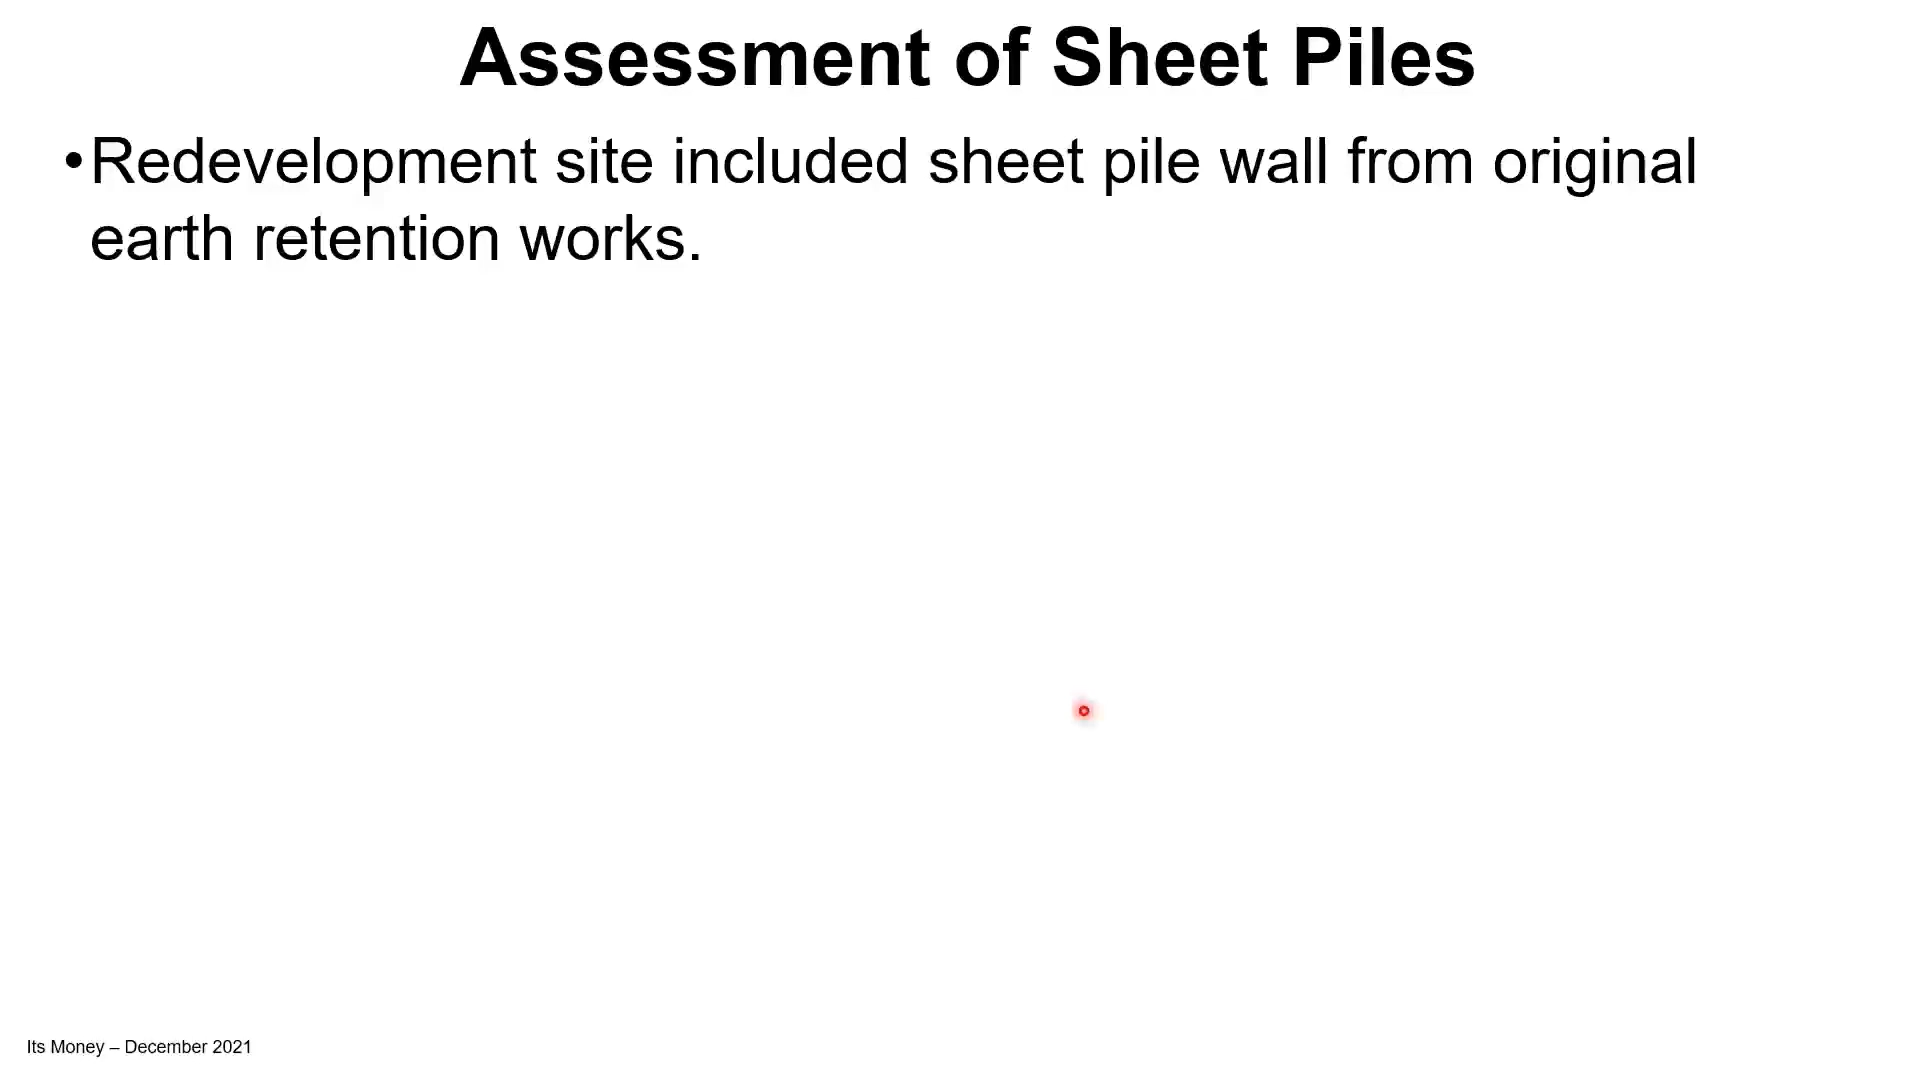 Assessment of Sheet Piles
•Redevelopment site included sheet pile wall from original
earth retention works.
Its Money – December 2021